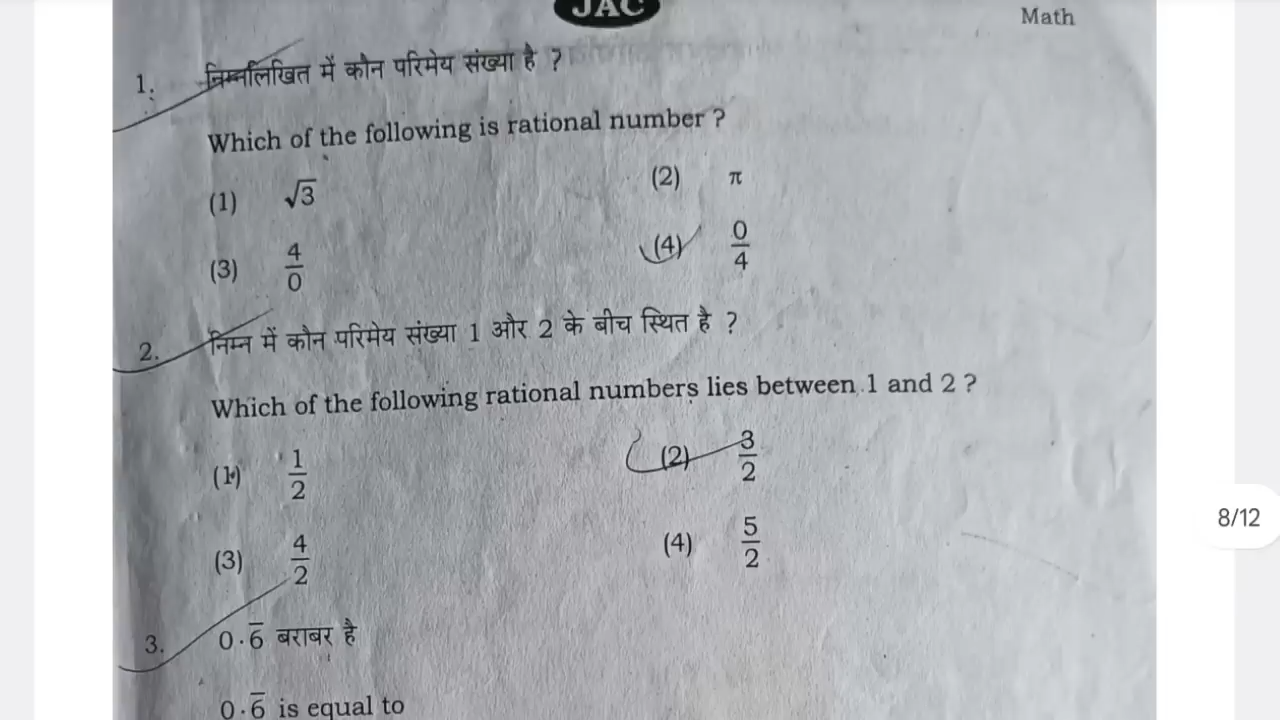 JAC
Math
1. निम्नलिखित में कौन परिमेय संख्या है ?
Which of the following is rational number ?
(1) √3 (2) π
(3) 4/0 (4) 0/4
2. निम्न में कौन परिमेय संख्या 1 और 2 के बीच स्थित है ?
Which of the following rational numbers lies between 1 and 2 ?
(1) 1/2 (2) 3/2
(3) 4/2 (4) 5/2
8/12
3. 0·6̅ बराबर है
0·6̅ is equal to